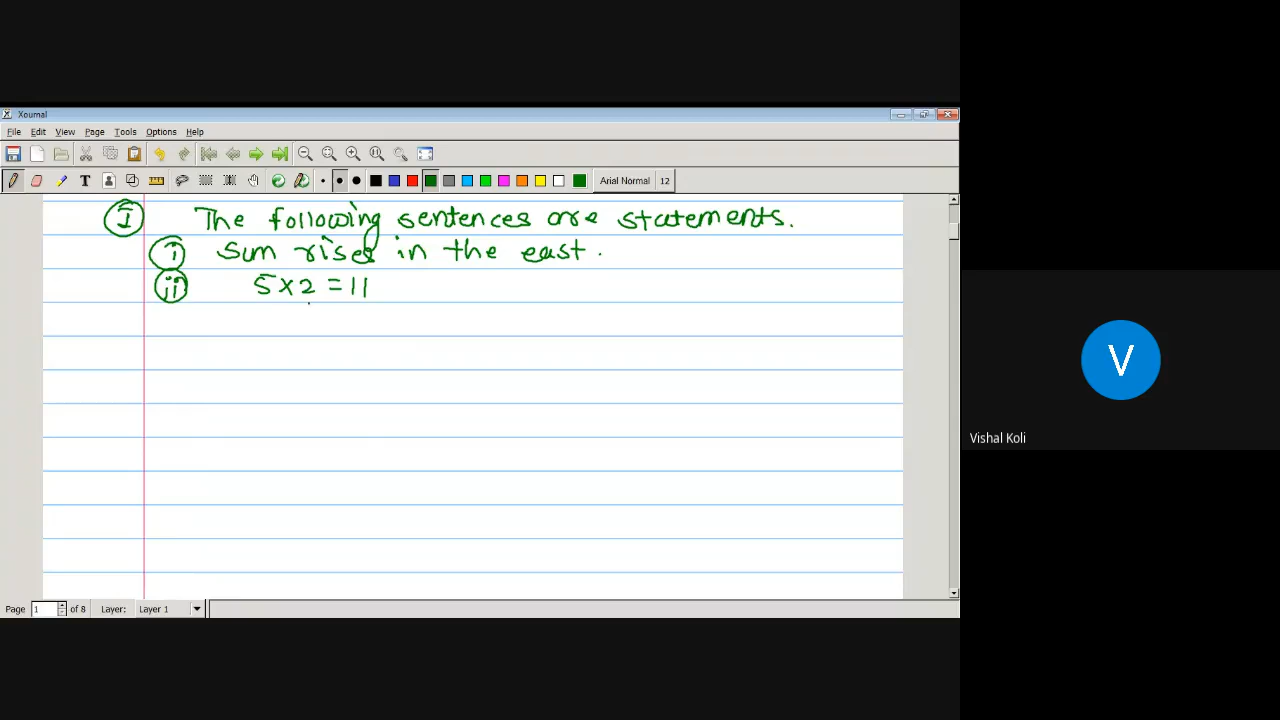 Xournal
File Edit View Page Tools Options Help
T Arial Normal 12
I The following sentences are statements.
i Sum rises in the east.
ii 5 x 2 = 11
V
Vishal Koli
Page 1 of 8 Layer: Layer 1